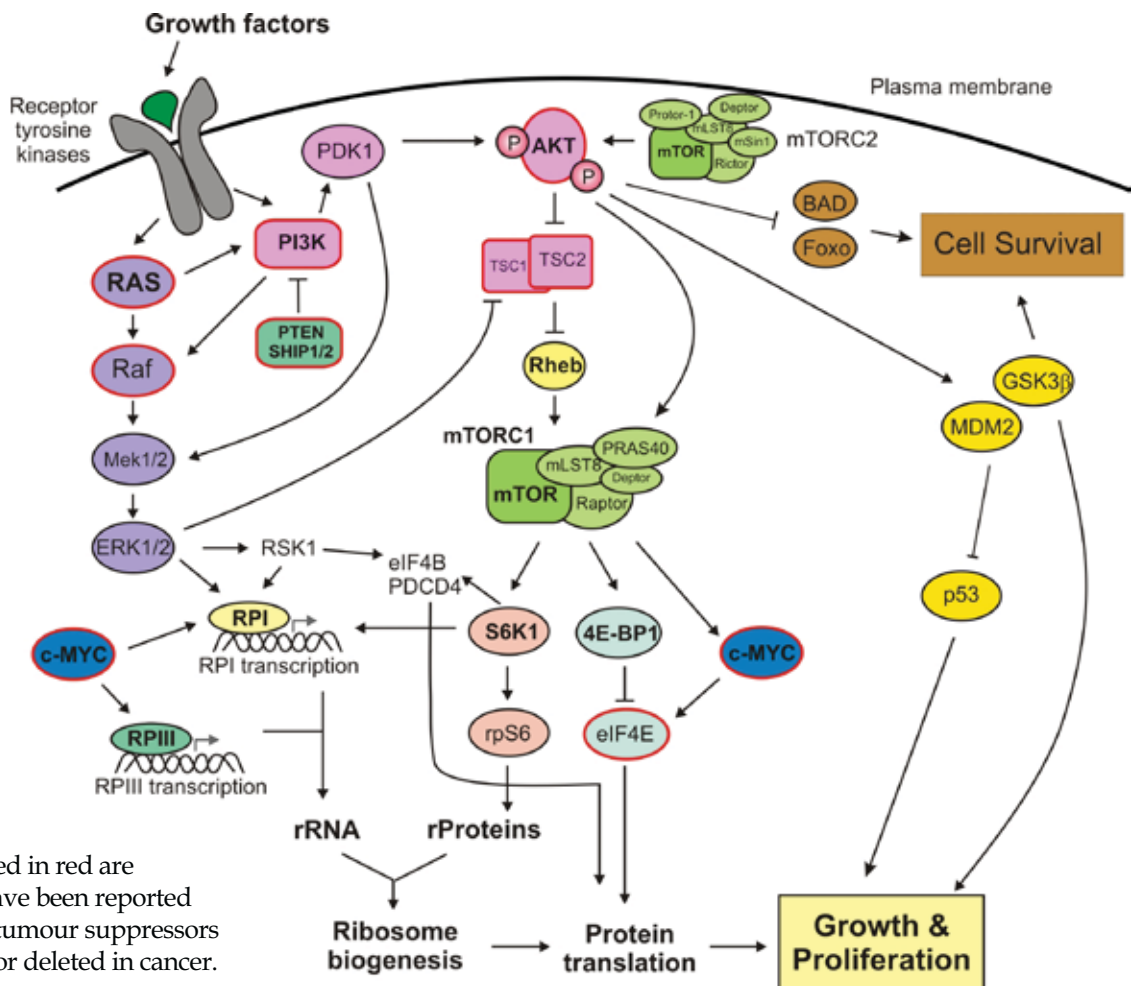 Growth factors
Receptor
tyrosine
kinases
Plasma membrane
PDK1
P
AKT
P
Protor-1
Deptor
mLST8
mTOR
mSin1
Rictor
mTORC2
BAD
Foxo
Cell Survival
PI3K
TSC1
TSC2
RAS
PTEN
SHIP1/2
Raf
Rheb
GSK3β
MDM2
mTORC1
PRAS40
mLST8
Deptor
mTOR
Raptor
Mek1/2
ERK1/2
RSK1
eIF4B
PDCD4
p53
RPI
RPI transcription
S6K1
4E-BP1
c-MYC
c-MYC
RPIII
RPIII transcription
rpS6
eIF4E
rRNA
rProteins
ed in red are
ave been reported
tumour suppressors
or deleted in cancer.
Ribosome
biogenesis
Protein
translation
Growth &
Proliferation